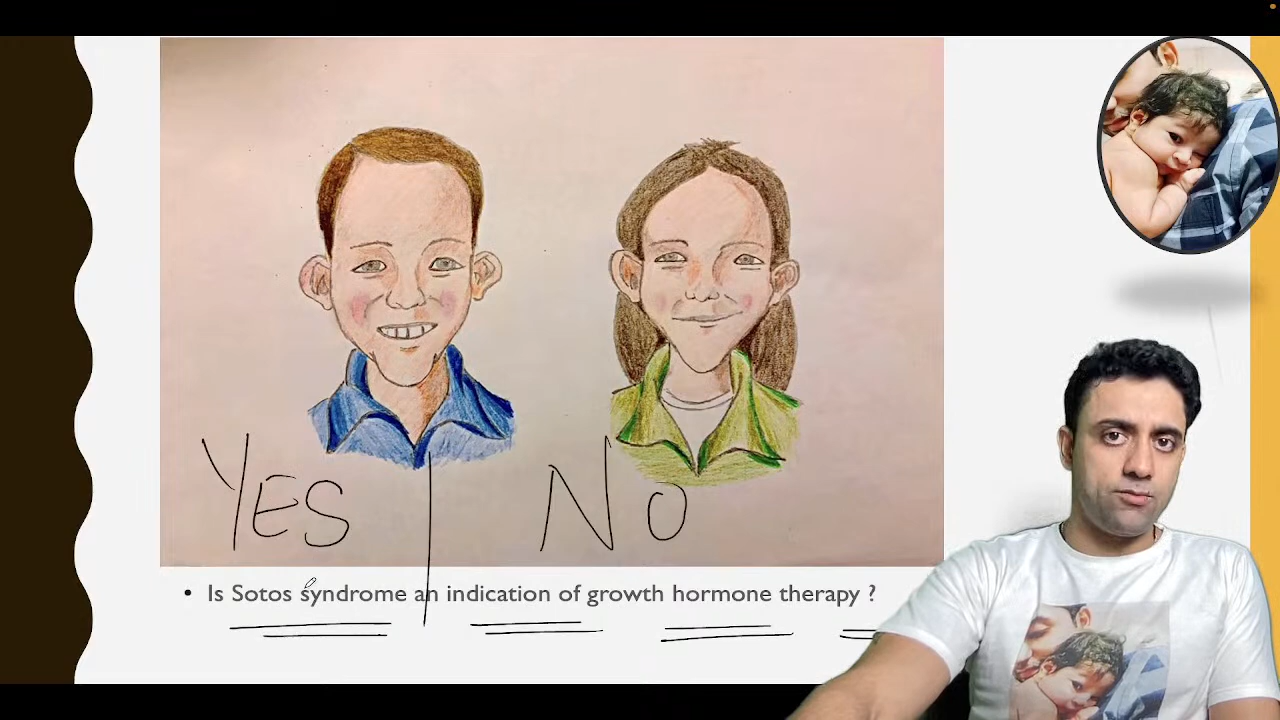 YES | NO
• Is Sotos syndrome an indication of growth hormone therapy ?